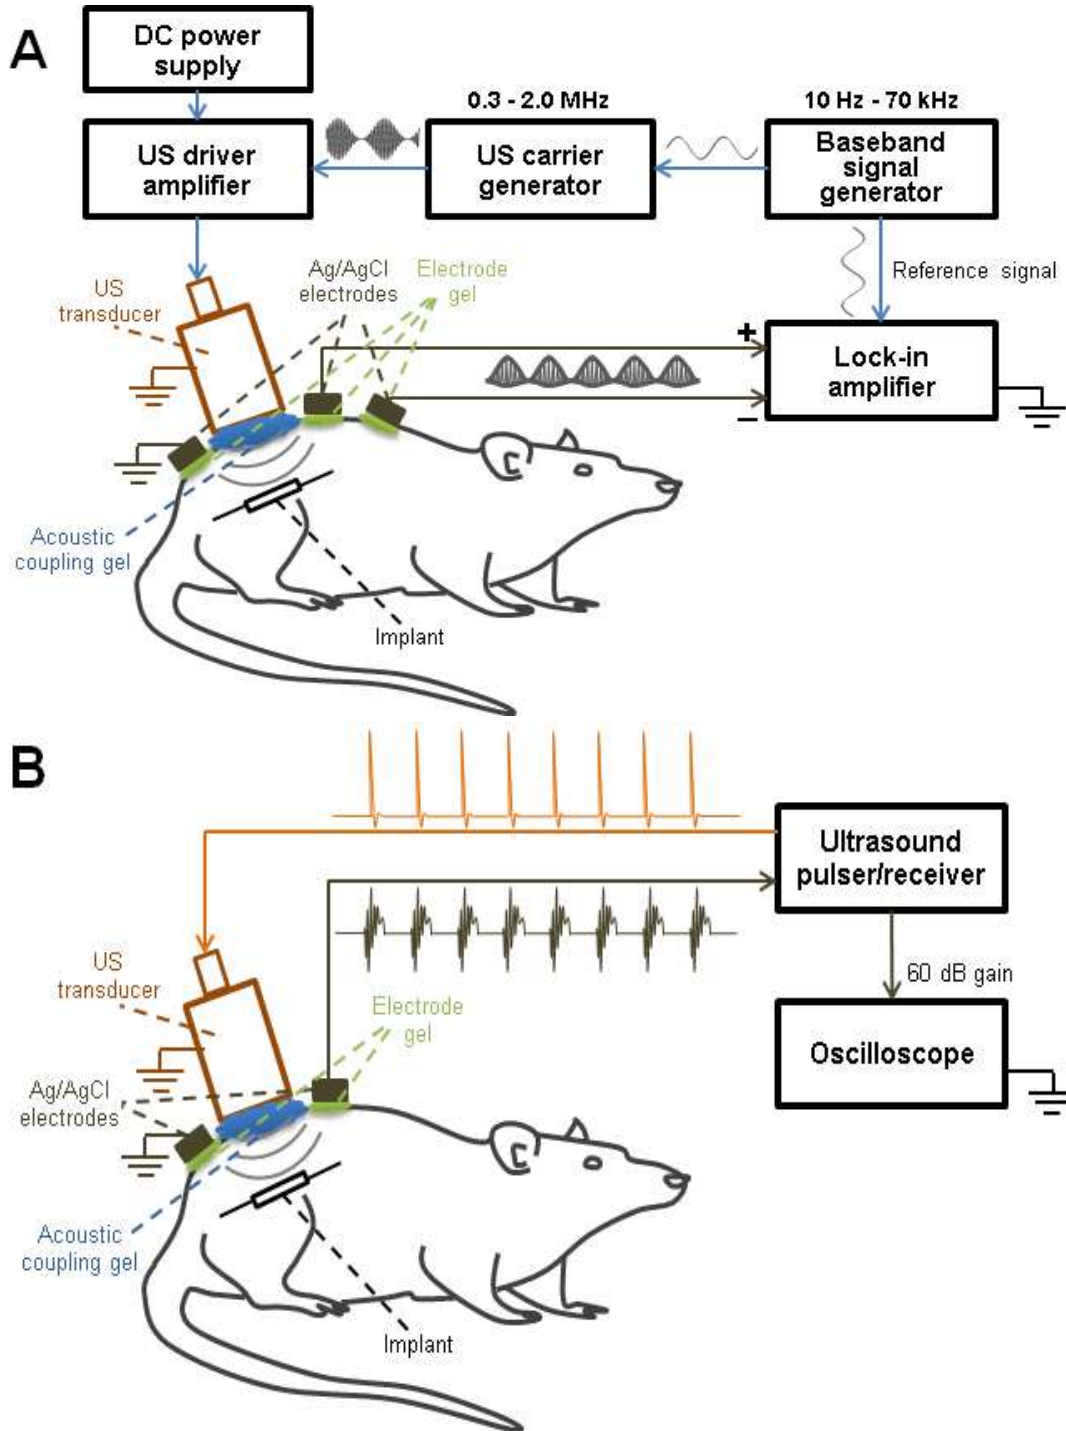 A
DC power
supply
0.3 - 2.0 MHz
10 Hz - 70 kHz
US driver
amplifier
US carrier
generator
Baseband
signal
generator
Reference signal
Ag/AgCl
electrodes
Electrode
gel
US
transducer
+
−
Lock-in
amplifier
Acoustic
coupling gel
Implant
B
Ultrasound
pulser/receiver
60 dB gain
US
transducer
Electrode
gel
Oscilloscope
Ag/AgCl
electrodes
Acoustic
coupling gel
Implant